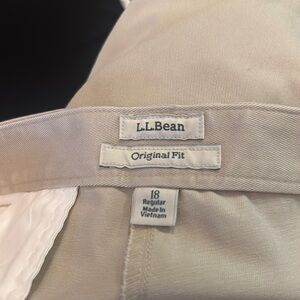 L.L.Bean
Original Fit
18
Regular
Made in
Vietnam